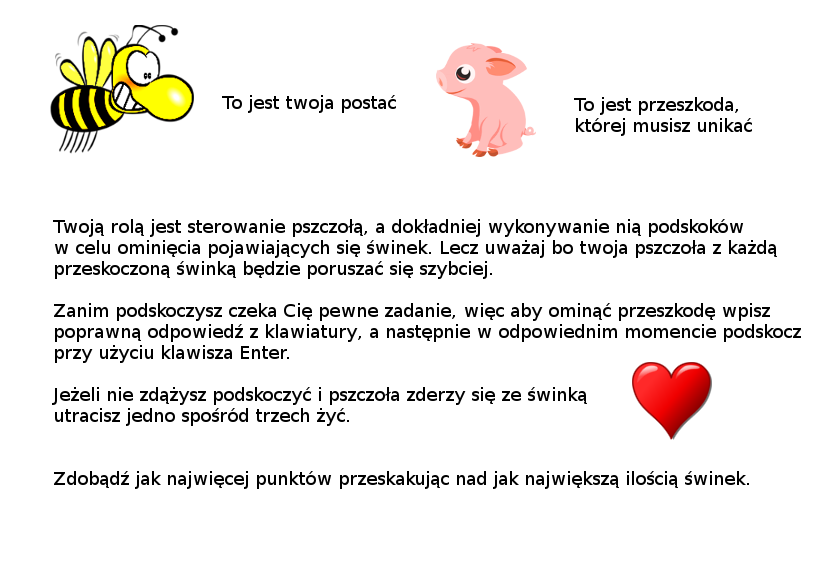 To jest twoja postać
To jest przeszkoda,
której musisz unikać
Twoją rolą jest sterowanie pszczołą, a dokładniej wykonywanie nią podskoków
w celu ominięcia pojawiających się świnek. Lecz uważaj bo twoja pszczoła z każdą
przeskoczoną świnką będzie poruszać się szybciej.
Zanim podskoczysz czeka Cię pewne zadanie, więc aby ominąć przeszkodę wpisz
poprawną odpowiedź z klawiatury, a następnie w odpowiednim momencie podskocz
przy użyciu klawisza Enter.
Jeżeli nie zdążysz podskoczyć i pszczoła zderzy się ze świnką
utracisz jedno spośród trzech żyć.
Zdobądź jak najwięcej punktów przeskakując nad jak największą ilością świnek.